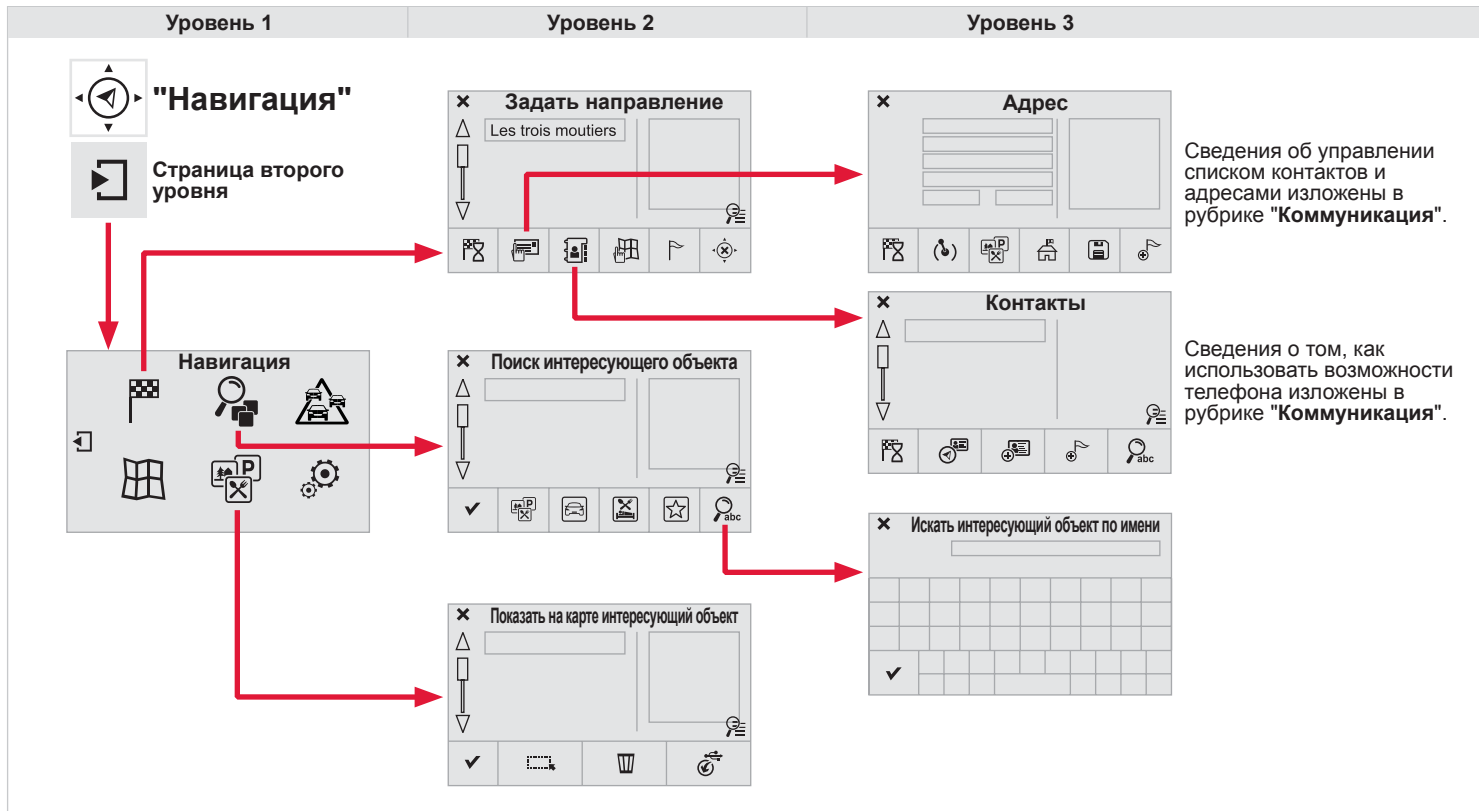 Уровень 1
Уровень 2
Уровень 3
"Навигация"
Страница второго
уровня
Навигация
P
Задать направление
Les trois moutiers
Поиск интересующего объекта
P
abc
Показать на карте интересующий объект
Адрес
P
Контакты
abc
Искать интересующий объект по имени
Сведения об управлении
списком контактов и
адресами изложены в
рубрике "Коммуникация".
Сведения о том, как
использовать возможности
телефона изложены в
рубрике "Коммуникация".